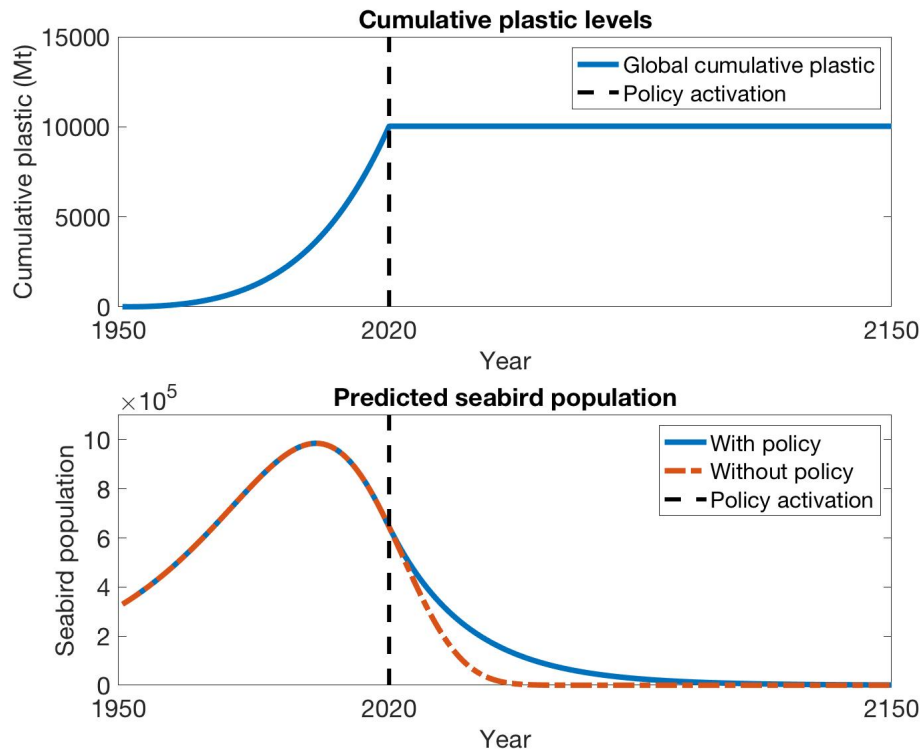 Cumulative plastic levels
15000
10000
5000
0
Cumulative plastic (Mt)
Global cumulative plastic
Policy activation
1950 2020 2150
Year
Predicted seabird population
×10⁵
10
8
6
4
2
0
Seabird population
With policy
Without policy
Policy activation
1950 2020 2150
Year